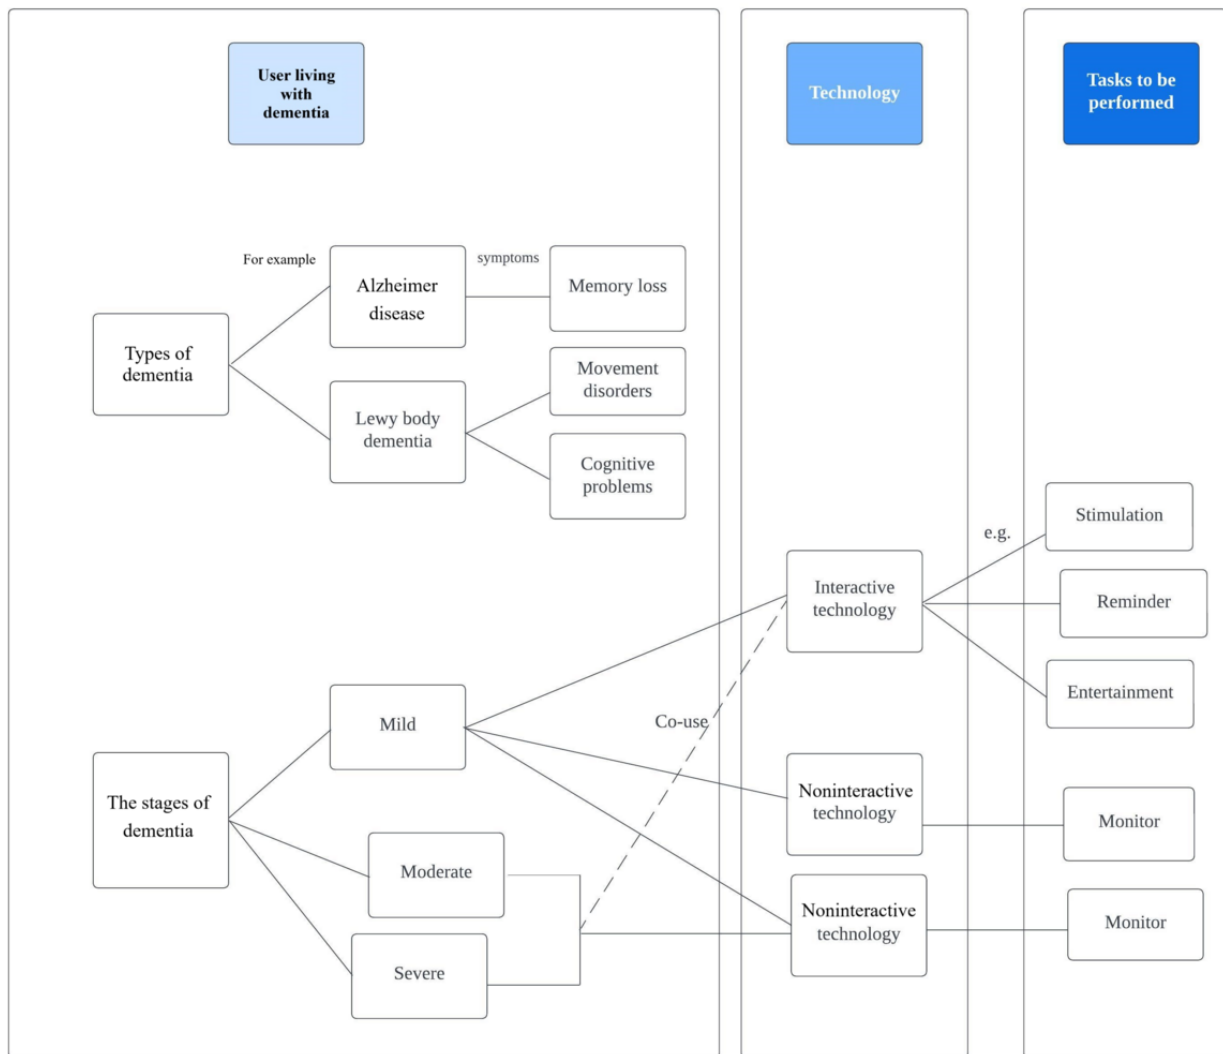 User living
with
dementia
Technology
Tasks to be
performed
For example
Alzheimer
disease
symptoms
Memory loss
Types of
dementia
Movement
disorders
Lewy body
dementia
Cognitive
problems
e.g.
Stimulation
Interactive
technology
Reminder
Entertainment
Mild
Co-use
The stages of
dementia
Noninteractive
technology
Monitor
Moderate
Noninteractive
technology
Monitor
Severe